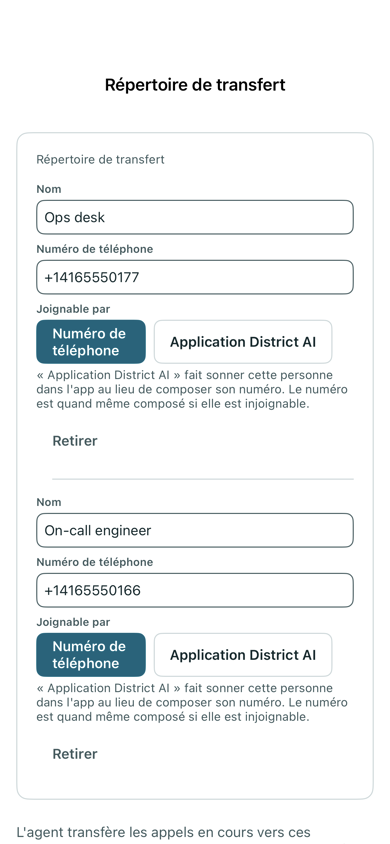 Répertoire de transfert
Répertoire de transfert
Nom
Ops desk
Numéro de téléphone
+14165550177
Joignable par
Numéro de
téléphone
Application District AI
« Application District AI » fait sonner cette personne
dans l'app au lieu de composer son numéro. Le numéro
est quand même composé si elle est injoignable.
Retirer
Nom
On-call engineer
Numéro de téléphone
+14165550166
Joignable par
Numéro de
téléphone
Application District AI
« Application District AI » fait sonner cette personne
dans l'app au lieu de composer son numéro. Le numéro
est quand même composé si elle est injoignable.
Retirer
L'agent transfère les appels en cours vers ces